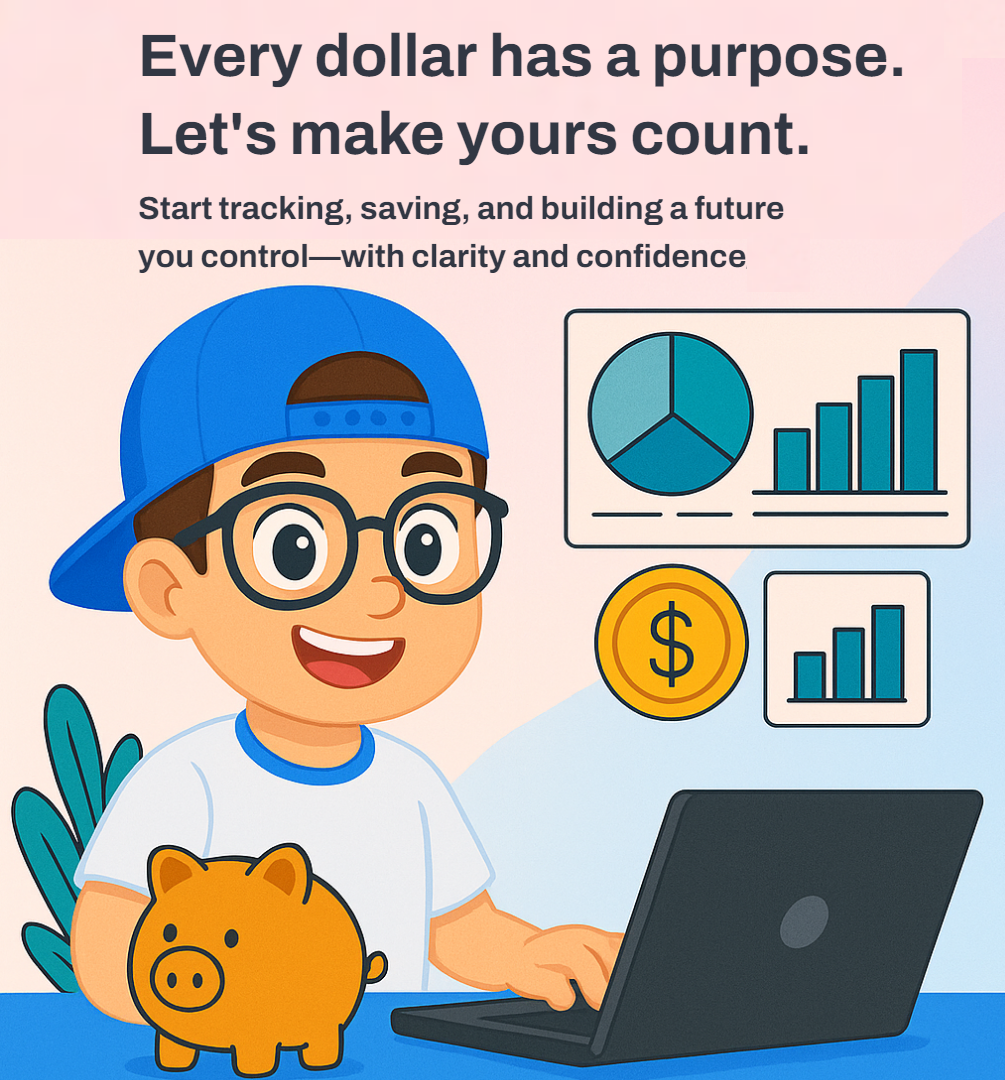 Every dollar has a purpose.
Let's make yours count.
Start tracking, saving, and building a future
you control—with clarity and confidence
$